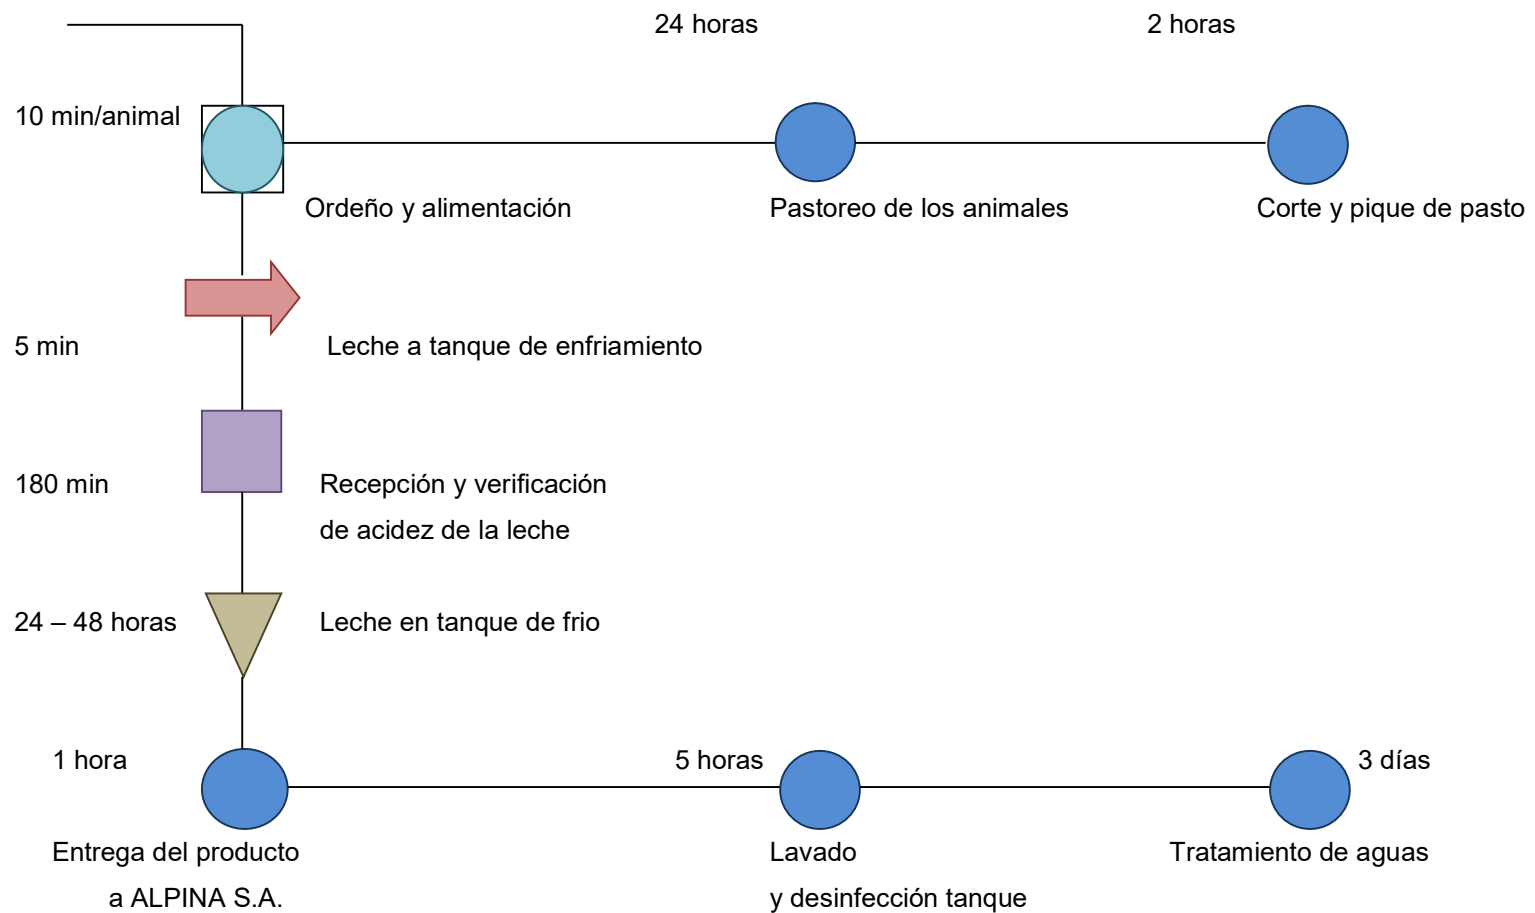 24 horas
2 horas
10 min/animal
Ordeño y alimentación
Pastoreo de los animales
Corte y pique de pasto
5 min
Leche a tanque de enfriamiento
180 min
Recepción y verificación
de acidez de la leche
24 – 48 horas
Leche en tanque de frio
1 hora
5 horas
3 días
Entrega del producto
a ALPINA S.A.
Lavado
y desinfección tanque
Tratamiento de aguas